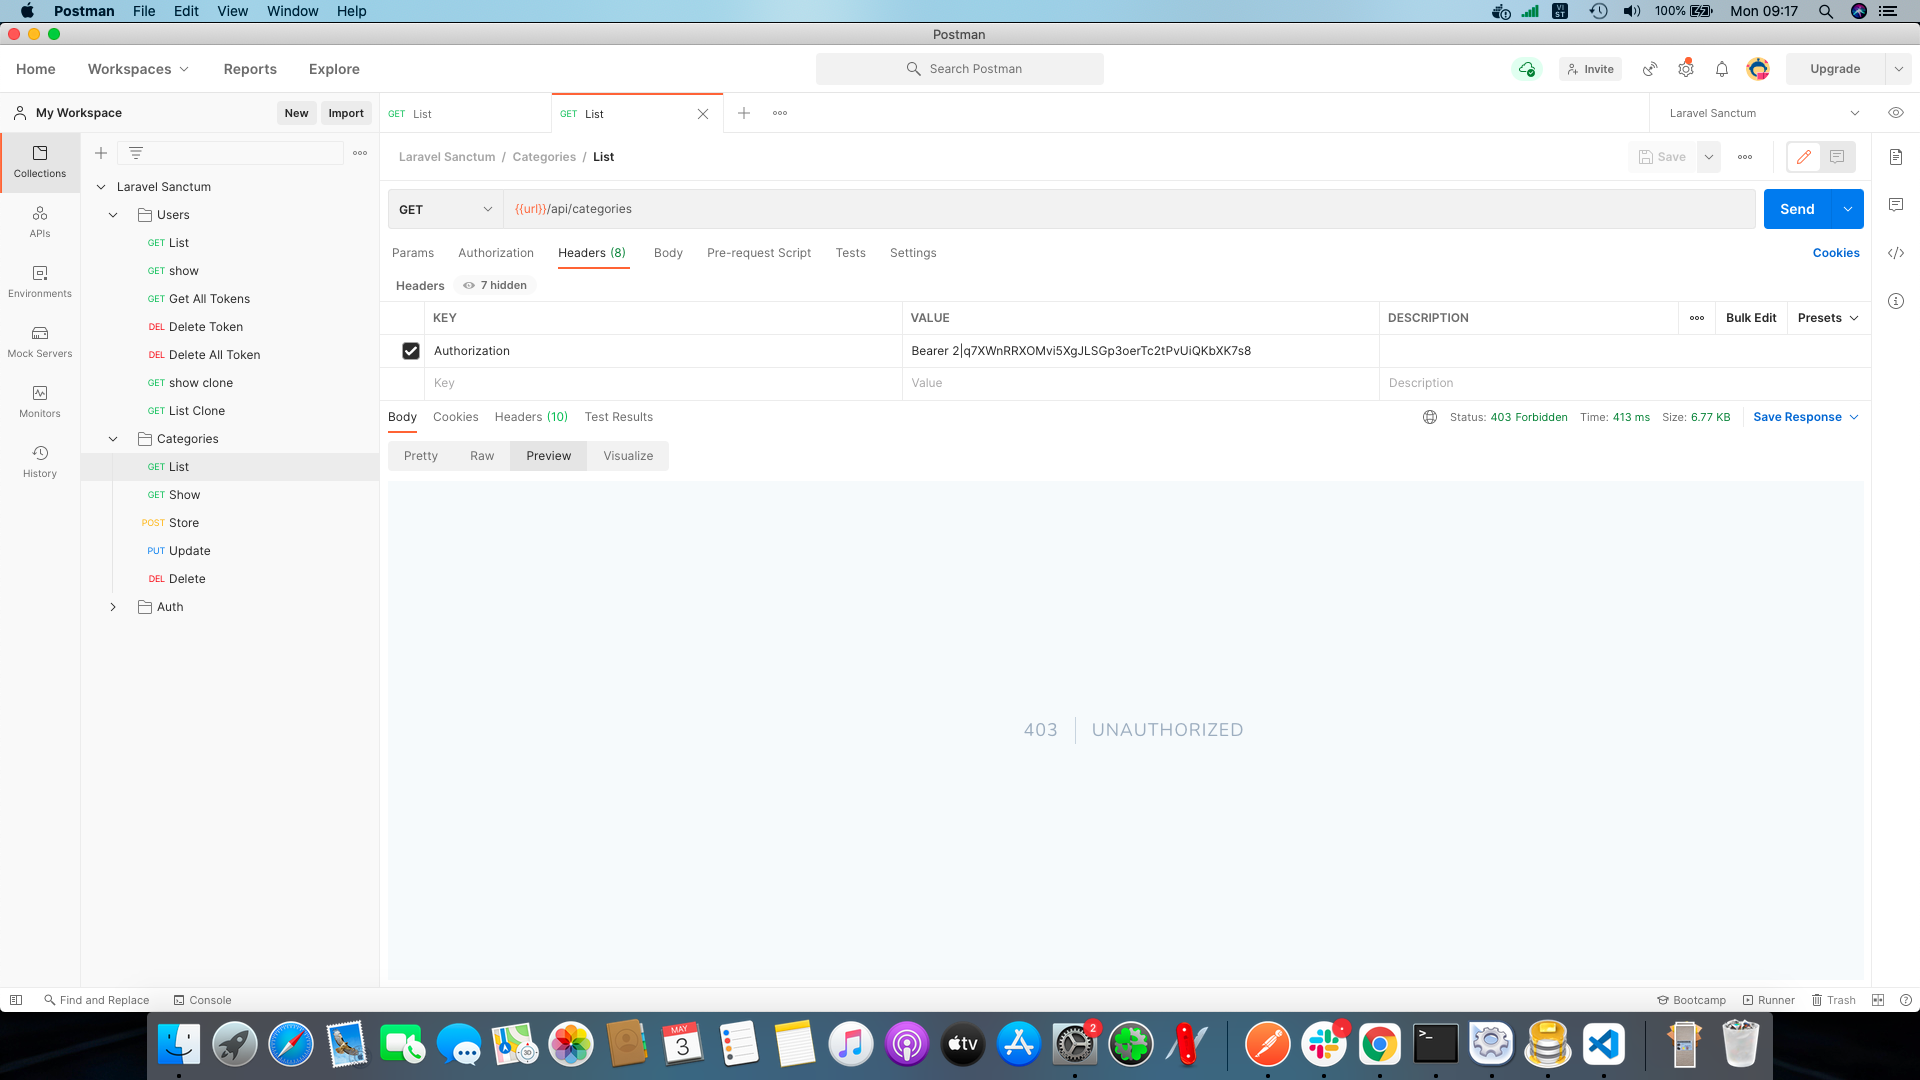 Postman File Edit View Window Help
VI ST 100% Mon 09:17
Postman
Home Workspaces Reports Explore
Search Postman
Invite
Upgrade
My Workspace
New Import
GET List
GET List
Laravel Sanctum
Collections
APIs
Environments
Mock Servers
Monitors
History
Laravel Sanctum
Users
GET List
GET show
GET Get All Tokens
DEL Delete Token
DEL Delete All Token
GET show clone
GET List Clone
Categories
GET List
GET Show
POST Store
PUT Update
DEL Delete
Auth
Laravel Sanctum / Categories / List
Save
GET {{url}}/api/categories
Send
Params Authorization Headers (8) Body Pre-request Script Tests Settings
Cookies
Headers 7 hidden
KEY VALUE DESCRIPTION Bulk Edit Presets
Authorization Bearer 2|q7XWnRRXOMvi5XgJLSGp3oerTc2tPvUiQKbXK7s8
Key Value Description
Body Cookies Headers (10) Test Results
Status: 403 Forbidden Time: 413 ms Size: 6.77 KB Save Response
Pretty Raw Preview Visualize
403 UNAUTHORIZED
Find and Replace Console
Bootcamp Runner Trash
MAY
3
3D
tv
2